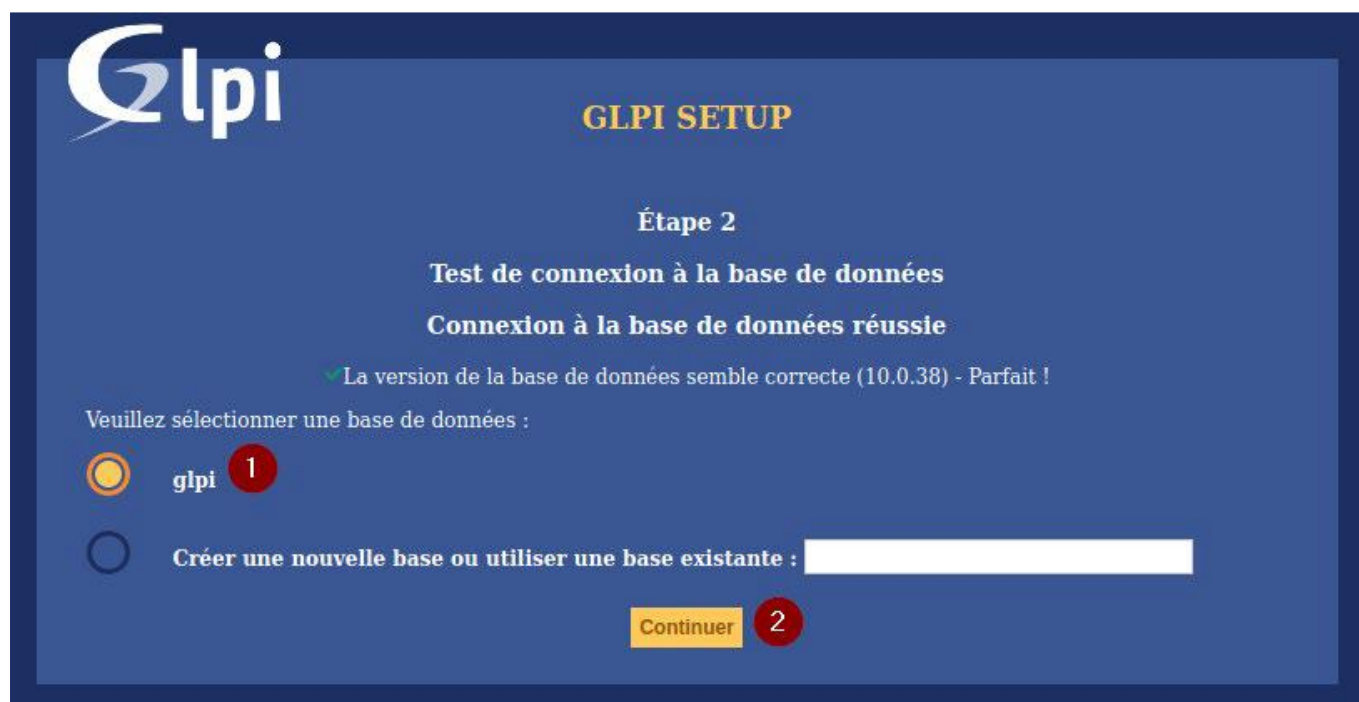 Glpi
GLPI SETUP
Étape 2
Test de connexion à la base de données
Connexion à la base de données réussie
La version de la base de données semble correcte (10.0.38) - Parfait !
Veuillez sélectionner une base de données :
glpi 1
Créer une nouvelle base ou utiliser une base existante :
Continuer 2